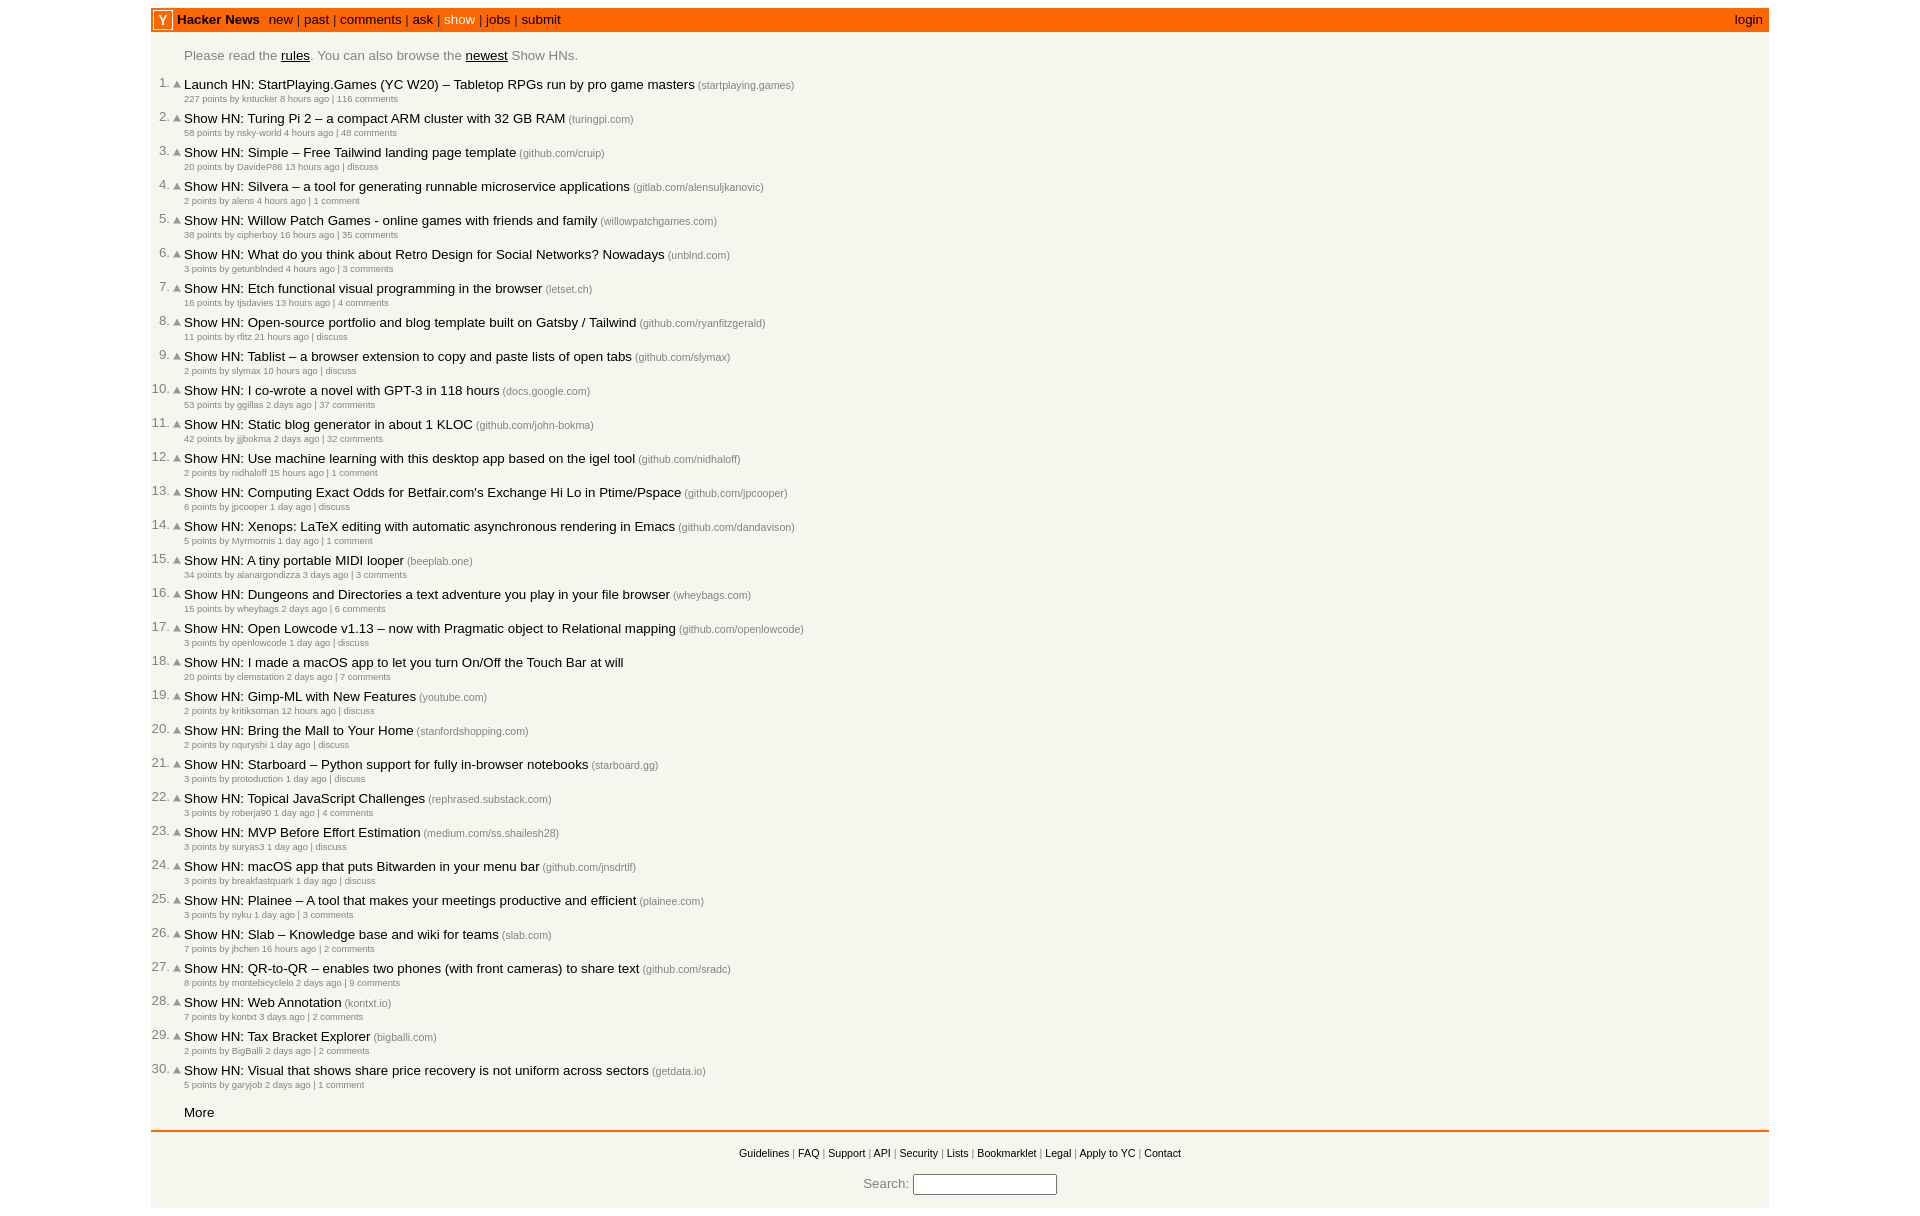 Y Hacker News new | past | comments | ask | show | jobs | submit login
Please read the rules. You can also browse the newest Show HNs.
1. Launch HN: StartPlaying.Games (YC W20) – Tabletop RPGs run by pro game masters (startplaying.games)
227 points by kntucker 8 hours ago | 116 comments
2. Show HN: Turing Pi 2 – a compact ARM cluster with 32 GB RAM (turingpi.com)
58 points by nsky-world 4 hours ago | 48 comments
3. Show HN: Simple – Free Tailwind landing page template (github.com/cruip)
20 points by DavideP86 13 hours ago | discuss
4. Show HN: Silvera – a tool for generating runnable microservice applications (gitlab.com/alensuljkanovic)
2 points by alens 4 hours ago | 1 comment
5. Show HN: Willow Patch Games - online games with friends and family (willowpatchgames.com)
38 points by cipherboy 16 hours ago | 35 comments
6. Show HN: What do you think about Retro Design for Social Networks? Nowadays (unblnd.com)
3 points by getunblnded 4 hours ago | 3 comments
7. Show HN: Etch functional visual programming in the browser (letset.ch)
16 points by tjsdavies 13 hours ago | 4 comments
8. Show HN: Open-source portfolio and blog template built on Gatsby / Tailwind (github.com/ryanfitzgerald)
11 points by rfitz 21 hours ago | discuss
9. Show HN: Tablist – a browser extension to copy and paste lists of open tabs (github.com/slymax)
2 points by slymax 10 hours ago | discuss
10. Show HN: I co-wrote a novel with GPT-3 in 118 hours (docs.google.com)
53 points by ggillas 2 days ago | 37 comments
11. Show HN: Static blog generator in about 1 KLOC (github.com/john-bokma)
42 points by jjjbokma 2 days ago | 32 comments
12. Show HN: Use machine learning with this desktop app based on the igel tool (github.com/nidhaloff)
2 points by nidhaloff 15 hours ago | 1 comment
13. Show HN: Computing Exact Odds for Betfair.com's Exchange Hi Lo in Ptime/Pspace (github.com/jpcooper)
6 points by jpcooper 1 day ago | discuss
14. Show HN: Xenops: LaTeX editing with automatic asynchronous rendering in Emacs (github.com/dandavison)
5 points by Myrmornis 1 day ago | 1 comment
15. Show HN: A tiny portable MIDI looper (beeplab.one)
34 points by alanargondizza 3 days ago | 3 comments
16. Show HN: Dungeons and Directories a text adventure you play in your file browser (wheybags.com)
15 points by wheybags 2 days ago | 6 comments
17. Show HN: Open Lowcode v1.13 – now with Pragmatic object to Relational mapping (github.com/openlowcode)
3 points by openlowcode 1 day ago | discuss
18. Show HN: I made a macOS app to let you turn On/Off the Touch Bar at will
20 points by clemstation 2 days ago | 7 comments
19. Show HN: Gimp-ML with New Features (youtube.com)
2 points by kritiksoman 12 hours ago | discuss
20. Show HN: Bring the Mall to Your Home (stanfordshopping.com)
2 points by nquryshi 1 day ago | discuss
21. Show HN: Starboard – Python support for fully in-browser notebooks (starboard.gg)
3 points by protoduction 1 day ago | discuss
22. Show HN: Topical JavaScript Challenges (rephrased.substack.com)
3 points by roberja90 1 day ago | 4 comments
23. Show HN: MVP Before Effort Estimation (medium.com/ss.shailesh28)
3 points by suryas3 1 day ago | discuss
24. Show HN: macOS app that puts Bitwarden in your menu bar (github.com/jnsdrtlf)
3 points by breakfastquark 1 day ago | discuss
25. Show HN: Plainee – A tool that makes your meetings productive and efficient (plainee.com)
3 points by nyku 1 day ago | 3 comments
26. Show HN: Slab – Knowledge base and wiki for teams (slab.com)
7 points by jhchen 16 hours ago | 2 comments
27. Show HN: QR-to-QR – enables two phones (with front cameras) to share text (github.com/sradc)
8 points by montebicyclelo 2 days ago | 9 comments
28. Show HN: Web Annotation (kontxt.io)
7 points by kontxt 3 days ago | 2 comments
29. Show HN: Tax Bracket Explorer (bigballi.com)
2 points by BigBalli 2 days ago | 2 comments
30. Show HN: Visual that shows share price recovery is not uniform across sectors (getdata.io)
5 points by garyjob 2 days ago | 1 comment
More
Guidelines | FAQ | Support | API | Security | Lists | Bookmarklet | Legal | Apply to YC | Contact
Search: